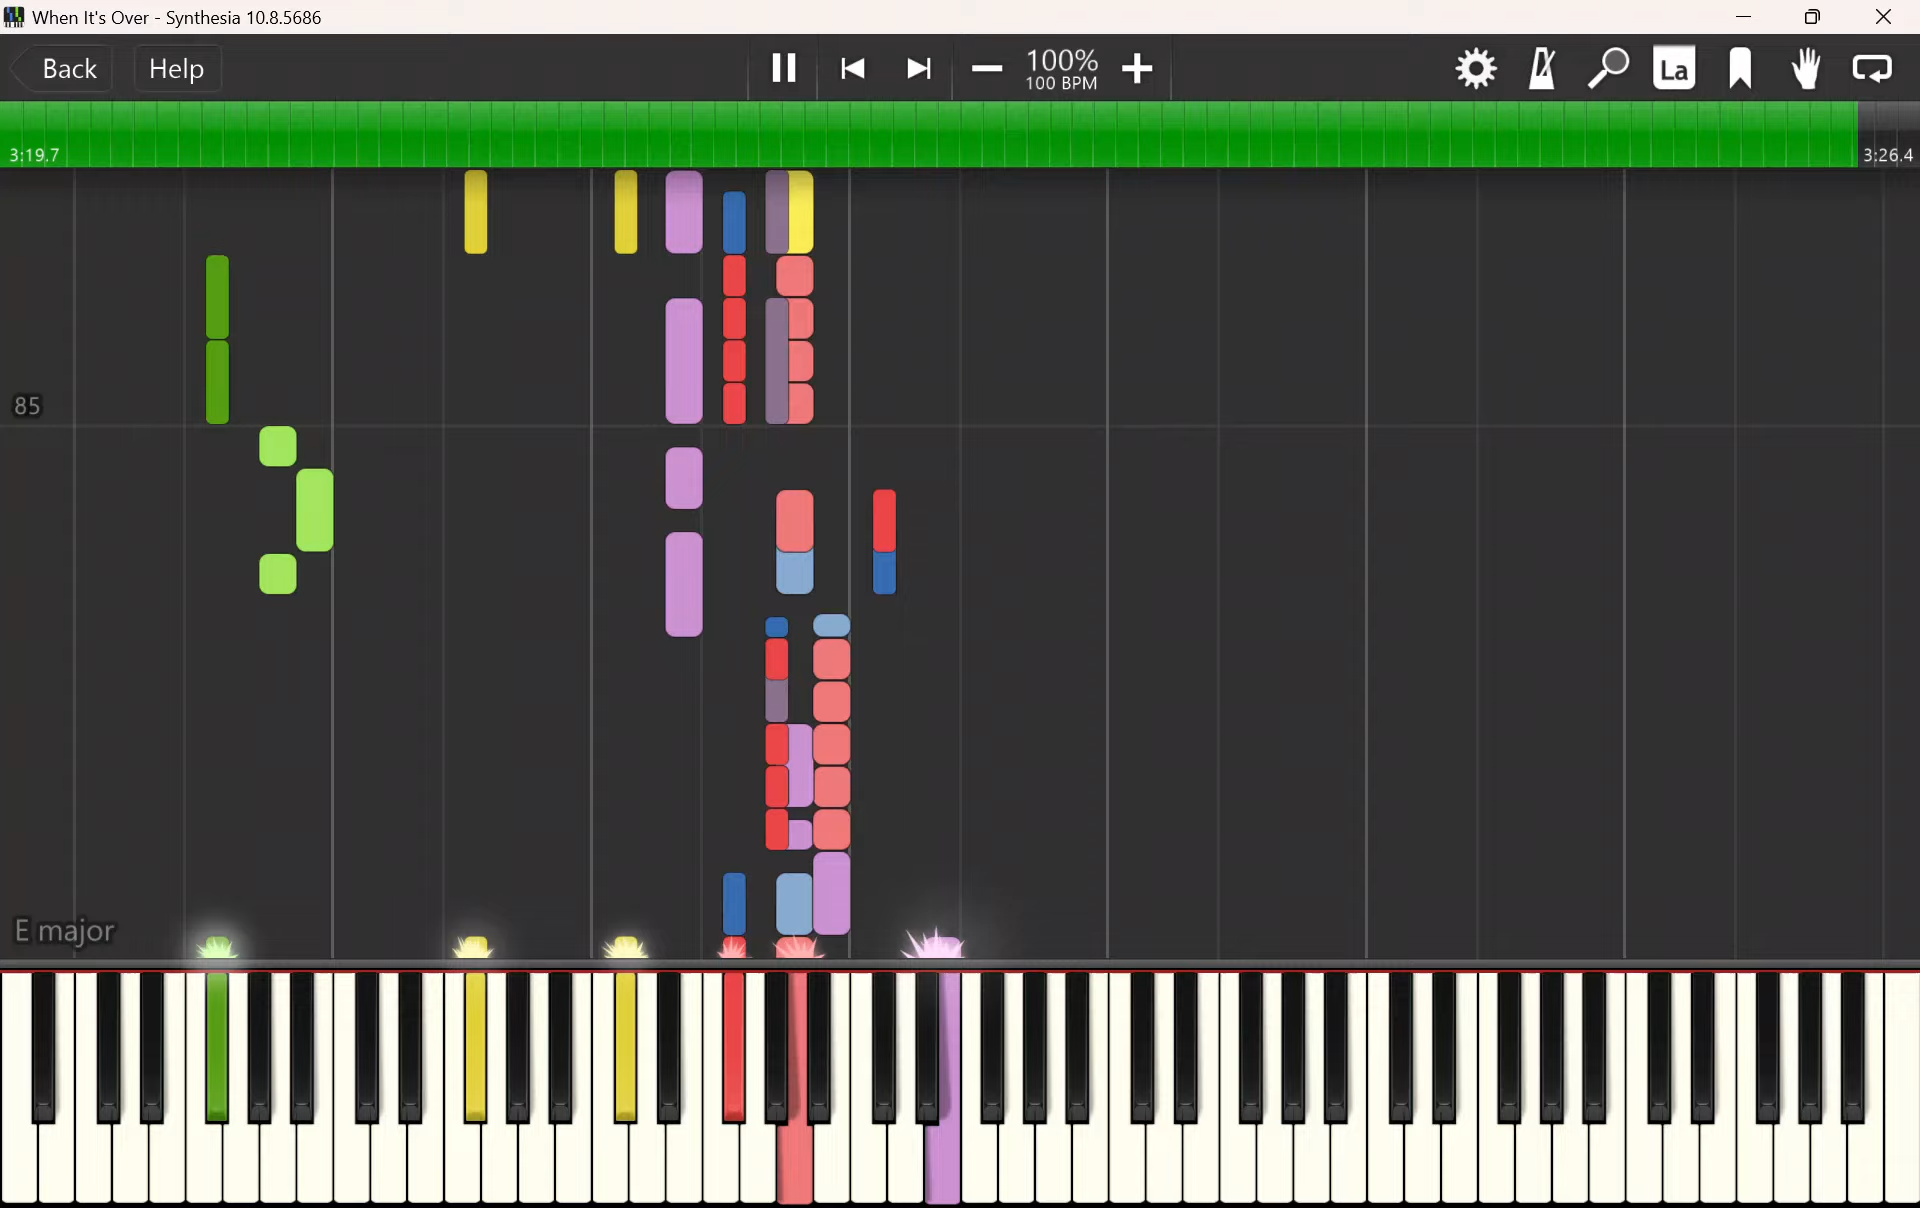 When It's Over - Synthesia 10.8.5686
Back
Help
100%
100 BPM
La
3:19.7
3:26.4
85
E major